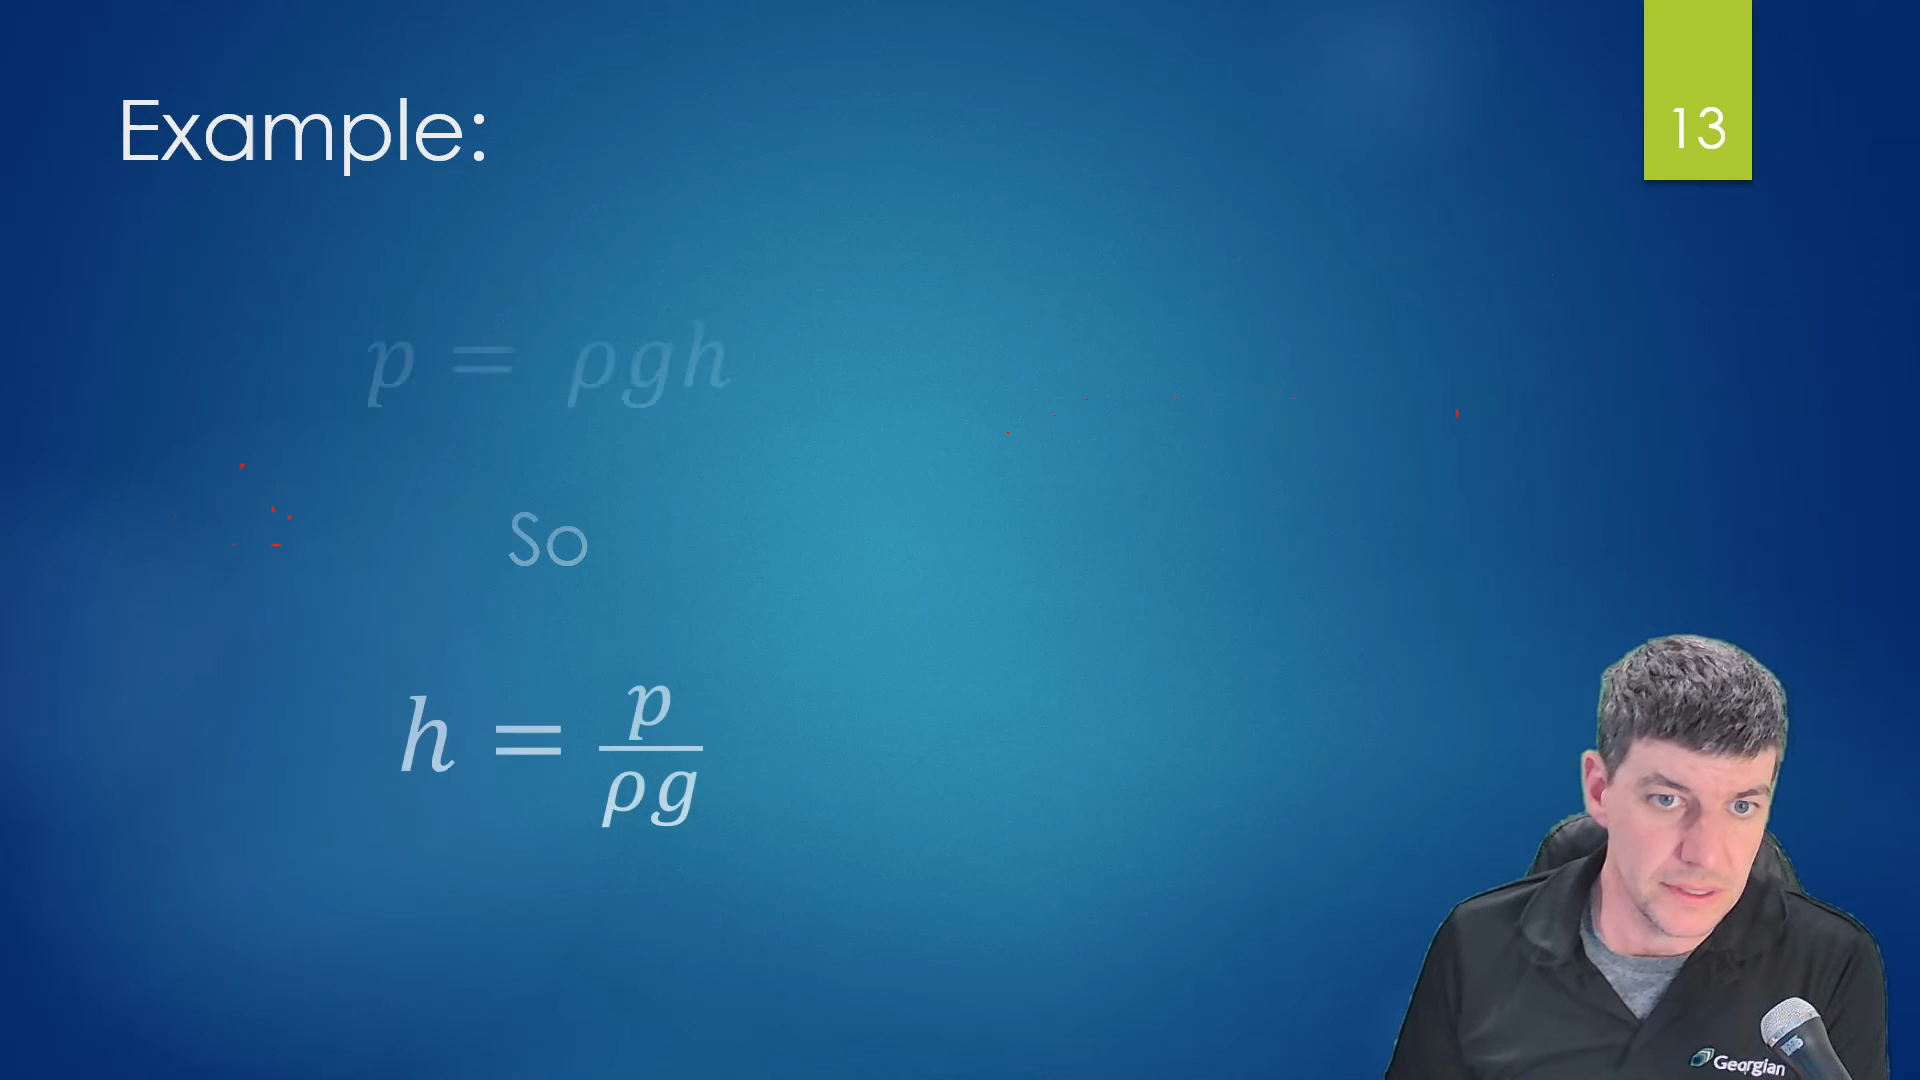 Example:
13
p = ρgh
So
h = p/ρg
Georgian